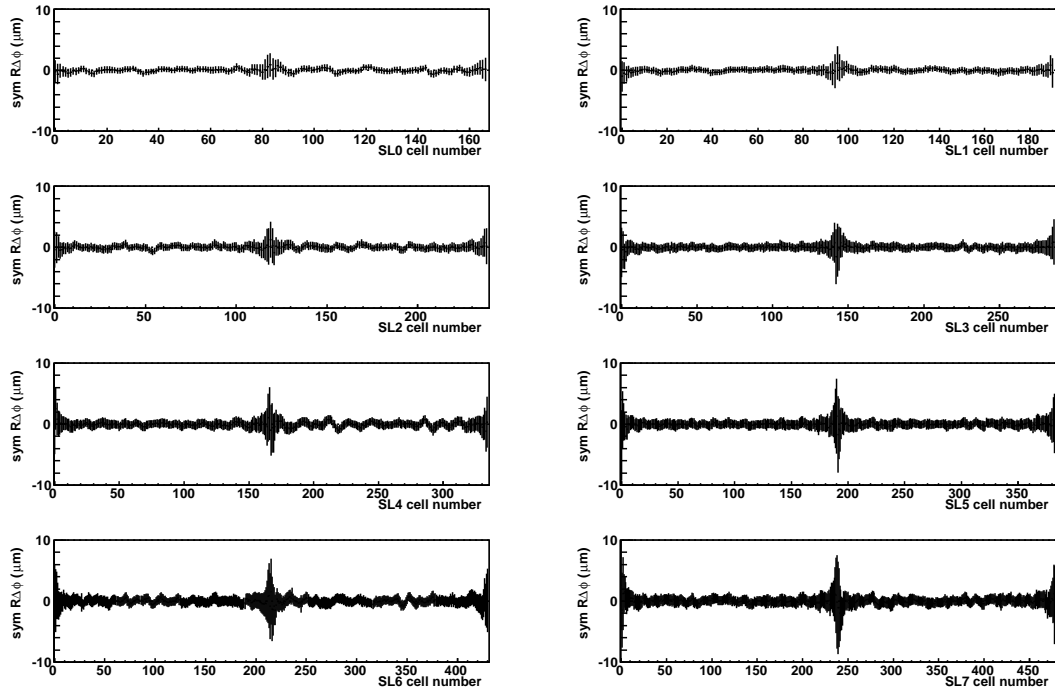 sym RΔϕ (μm)
10
0
-10
0 20 40 60 80 100 120 140 160
SL0 cell number
sym RΔϕ (μm)
10
0
-10
0 20 40 60 80 100 120 140 160 180
SL1 cell number
sym RΔϕ (μm)
10
0
-10
0 50 100 150 200
SL2 cell number
sym RΔϕ (μm)
10
0
-10
0 50 100 150 200 250
SL3 cell number
sym RΔϕ (μm)
10
0
-10
0 50 100 150 200 250 300
SL4 cell number
sym RΔϕ (μm)
10
0
-10
0 50 100 150 200 250 300 350
SL5 cell number
sym RΔϕ (μm)
10
0
-10
0 50 100 150 200 250 300 350 400
SL6 cell number
sym RΔϕ (μm)
10
0
-10
0 50 100 150 200 250 300 350 400 450
SL7 cell number